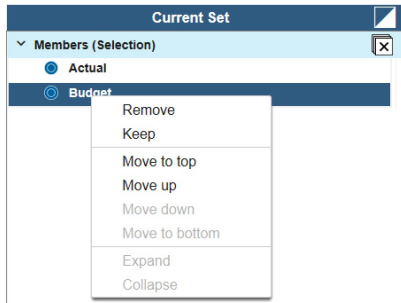 Current Set
Members (Selection)
Actual
Budget
Remove
Keep
Move to top
Move up
Move down
Move to bottom
Expand
Collapse